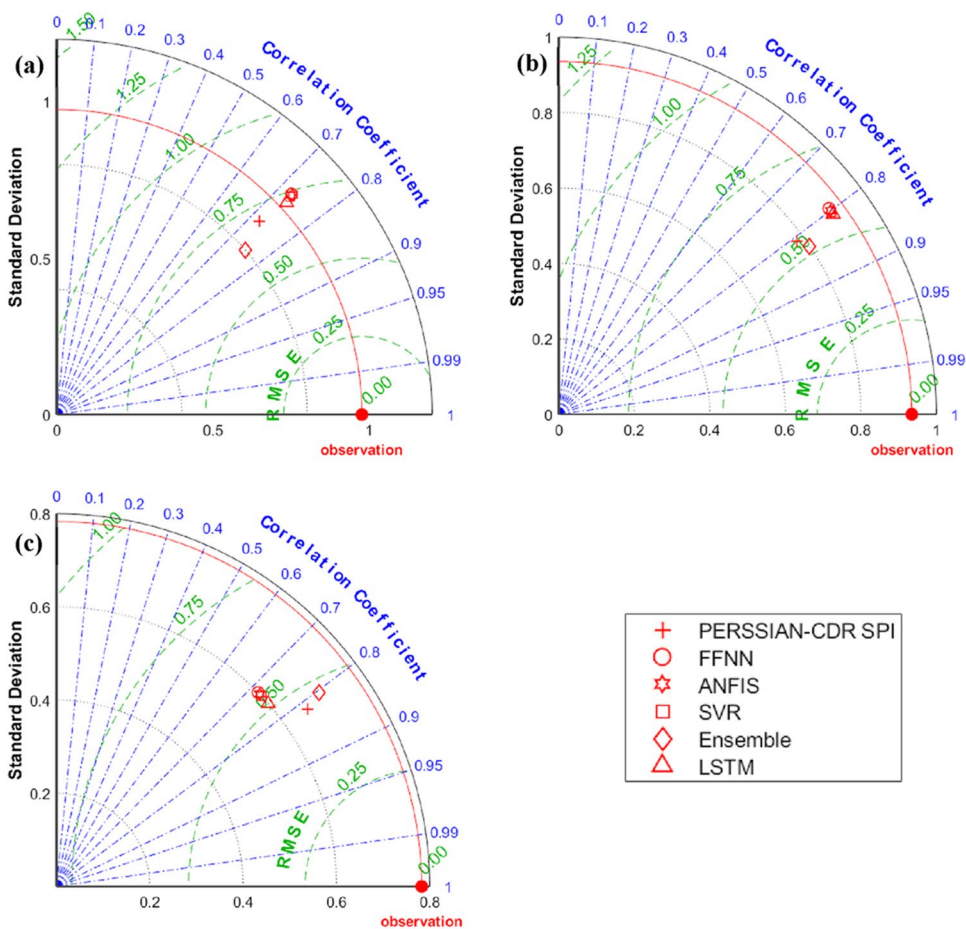 (a)
0 0.1 0.2 0.3 0.4 0.5 0.6 0.7 0.8 0.9 0.95 0.99 1
Correlation Coefficient
1.50
1.25
1.00
0.75
0.50
0.25
0.00
RMSE
Standard Deviation
1
0.5
0
0 0.5 1
observation
(b)
0 0.1 0.2 0.3 0.4 0.5 0.6 0.7 0.8 0.9 0.95 0.99 1
Correlation Coefficient
1.25
1.00
0.75
0.50
0.25
0.00
RMSE
Standard Deviation
1
0.8
0.6
0.4
0.2
0
0 0.2 0.4 0.6 0.8 1
observation
(c)
0 0.1 0.2 0.3 0.4 0.5 0.6 0.7 0.8 0.9 0.95 0.99 1
Correlation Coefficient
1.00
0.75
0.50
0.25
0.00
RMSE
Standard Deviation
0.8
0.6
0.4
0.2
0.2 0.4 0.6 0.8
observation
PERSSIAN-CDR SPI
FFNN
ANFIS
SVR
Ensemble
LSTM